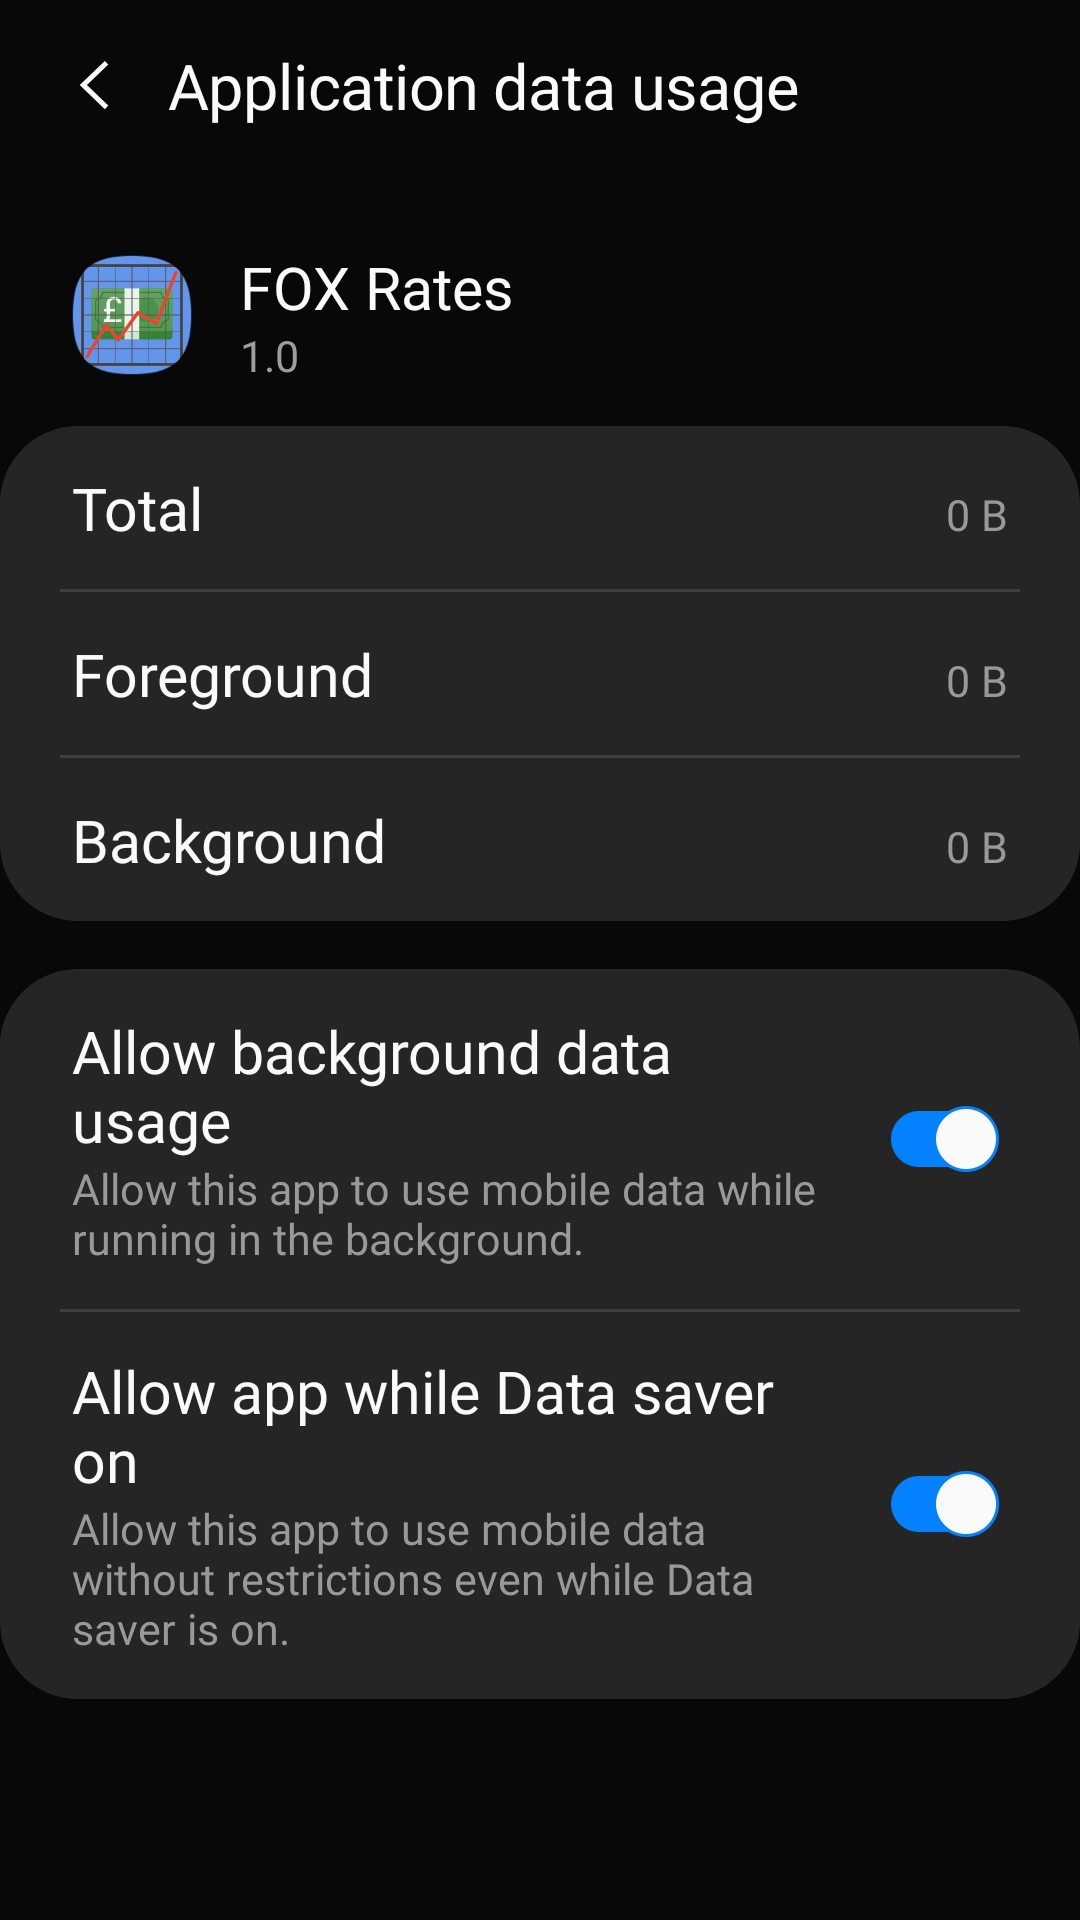 Application data usage
£
FOX Rates
1.0
Total
0 B
Foreground
0 B
Background
0 B
Allow background data
usage
Allow this app to use mobile data while
running in the background.
Allow app while Data saver
on
Allow this app to use mobile data
without restrictions even while Data
saver is on.